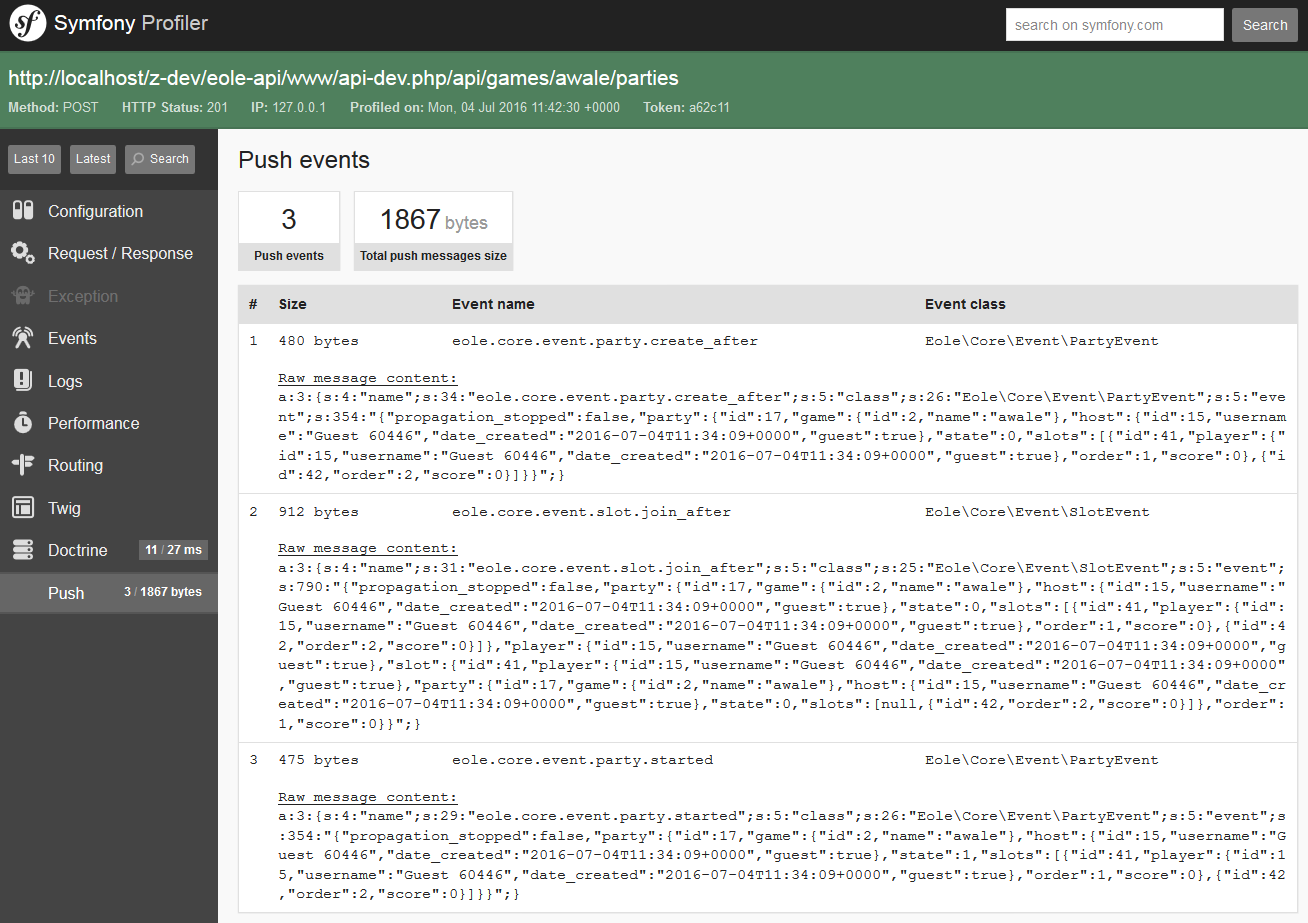 sf Symfony Profiler
search on symfony.com
Search
http://localhost/z-dev/eole-api/www/api-dev.php/api/games/awale/parties
Method: POST HTTP Status: 201 IP: 127.0.0.1 Profiled on: Mon, 04 Jul 2016 11:42:30 +0000 Token: a62c11
Last 10
Latest
Search
Configuration
Request / Response
Exception
Events
Logs
Performance
Routing
Twig
Doctrine 11 / 27 ms
Push 3 / 1867 bytes
Push events
3
Push events
1867 bytes
Total push messages size
# Size Event name Event class
1 480 bytes eole.core.event.party.create_after Eole\Core\Event\PartyEvent
Raw message content:
a:3:{s:4:"name";s:34:"eole.core.event.party.create_after";s:5:"class";s:26:"Eole\Core\Event\PartyEvent";s:5:"eve
nt";s:354:"{"propagation_stopped":false,"party":{"id":17,"game":{"id":2,"name":"awale"},"host":{"id":15,"usernam
e":"Guest 60446","date_created":"2016-07-04T11:34:09+0000","guest":true},"state":0,"slots":[{"id":41,"player":{"
id":15,"username":"Guest 60446","date_created":"2016-07-04T11:34:09+0000","guest":true},"order":1,"score":0},{"i
d":42,"order":2,"score":0}]}}";}
2 912 bytes eole.core.event.slot.join_after Eole\Core\Event\SlotEvent
Raw message content:
a:3:{s:4:"name";s:31:"eole.core.event.slot.join_after";s:5:"class";s:25:"Eole\Core\Event\SlotEvent";s:5:"event";
s:790:"{"propagation_stopped":false,"party":{"id":17,"game":{"id":2,"name":"awale"},"host":{"id":15,"username":"
Guest 60446","date_created":"2016-07-04T11:34:09+0000","guest":true},"state":0,"slots":[{"id":41,"player":{"id":
15,"username":"Guest 60446","date_created":"2016-07-04T11:34:09+0000","guest":true},"order":1,"score":0},{"id":4
2,"order":2,"score":0}]},"player":{"id":15,"username":"Guest 60446","date_created":"2016-07-04T11:34:09+0000","g
uest":true},"slot":{"id":41,"player":{"id":15,"username":"Guest 60446","date_created":"2016-07-04T11:34:09+0000"
,"guest":true},"party":{"id":17,"game":{"id":2,"name":"awale"},"host":{"id":15,"username":"Guest 60446","date_cr
eated":"2016-07-04T11:34:09+0000","guest":true},"state":0,"slots":[null,{"id":42,"order":2,"score":0}]},"order":
1,"score":0}}";}
3 475 bytes eole.core.event.party.started Eole\Core\Event\PartyEvent
Raw message content:
a:3:{s:4:"name";s:29:"eole.core.event.party.started";s:5:"class";s:26:"Eole\Core\Event\PartyEvent";s:5:"event";s
:354:"{"propagation_stopped":false,"party":{"id":17,"game":{"id":2,"name":"awale"},"host":{"id":15,"username":"G
uest 60446","date_created":"2016-07-04T11:34:09+0000","guest":true},"state":1,"slots":[{"id":41,"player":{"id":1
5,"username":"Guest 60446","date_created":"2016-07-04T11:34:09+0000","guest":true},"order":1,"score":0},{"id":42
,"order":2,"score":0}]}}";}